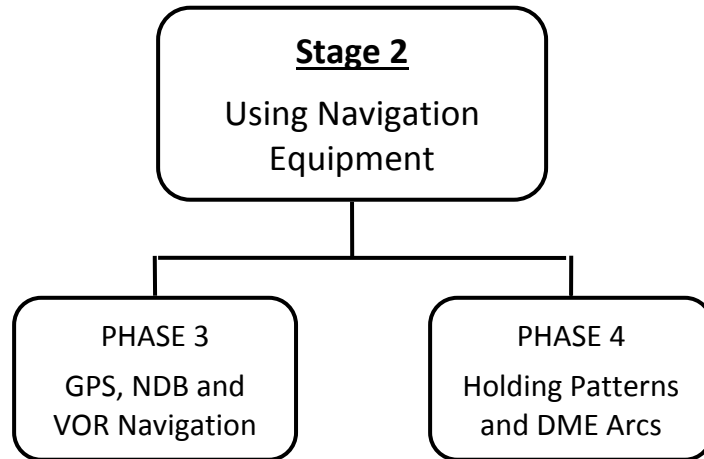 Stage 2
Using Navigation
Equipment
PHASE 3
GPS, NDB and
VOR Navigation
PHASE 4
Holding Patterns
and DME Arcs